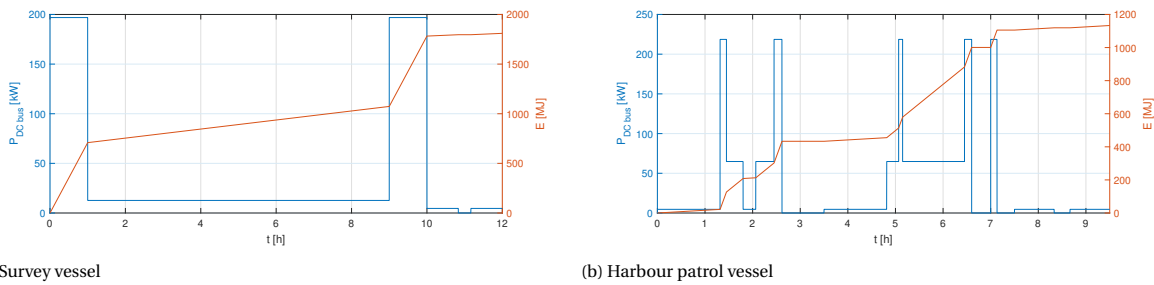 200
150
100
50
0
P DC bus [kW]
2000
1500
1000
500
0
E [MJ]
0 2 4 6 8 10 12
t [h]
250
200
150
100
50
0
P DC bus [kW]
1200
1000
800
600
400
200
0
E [MJ]
0 1 2 3 4 5 6 7 8 9
t [h]
Survey vessel
(b) Harbour patrol vessel